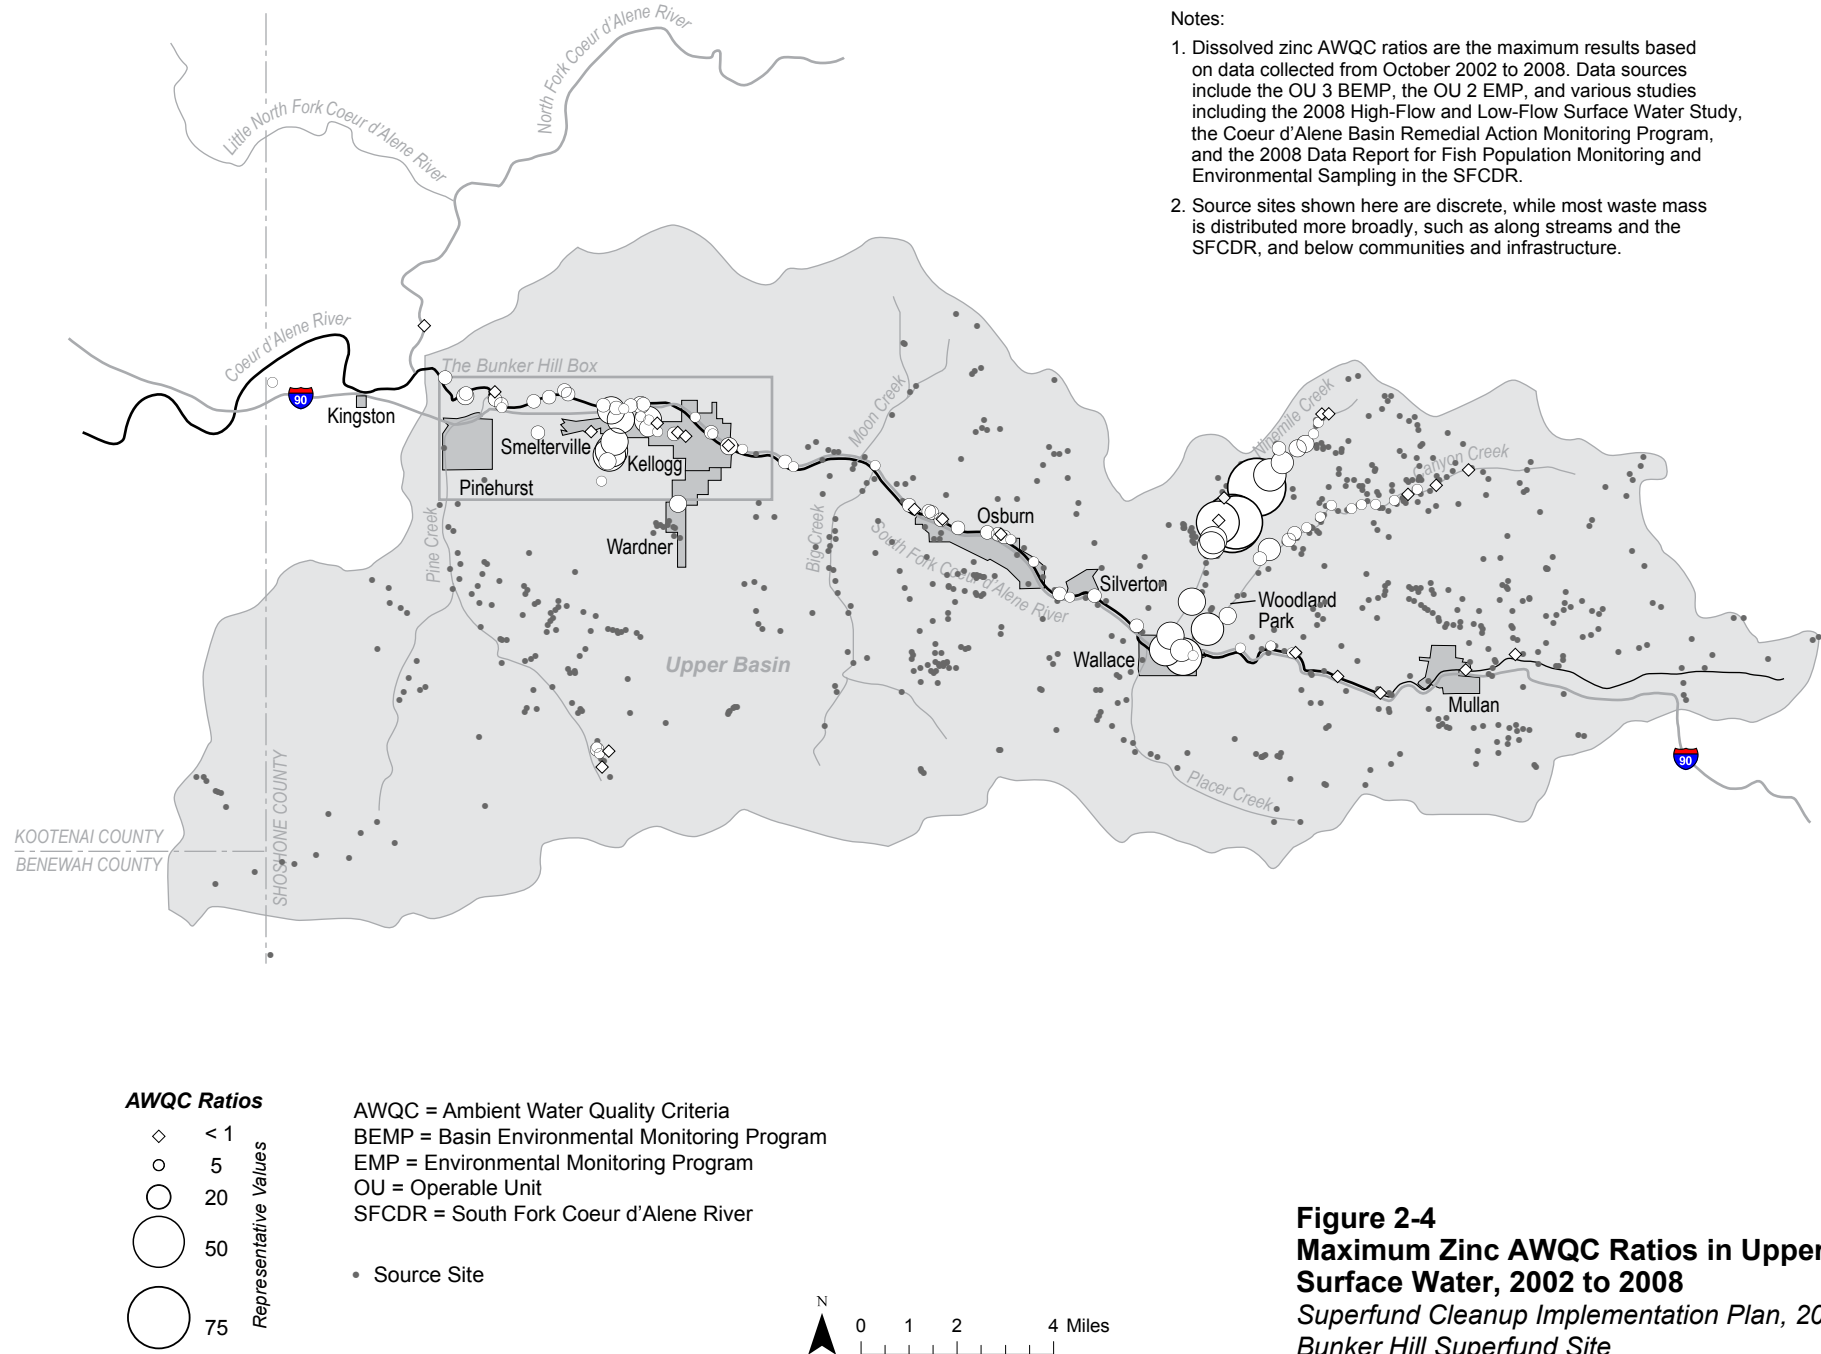 Notes:
1. Dissolved zinc AWQC ratios are the maximum results based
on data collected from October 2002 to 2008. Data sources
include the OU 3 BEMP, the OU 2 EMP, and various studies
including the 2008 High-Flow and Low-Flow Surface Water Study,
the Coeur d'Alene Basin Remedial Action Monitoring Program,
and the 2008 Data Report for Fish Population Monitoring and
Environmental Sampling in the SFCDR.
2. Source sites shown here are discrete, while most waste mass
is distributed more broadly, such as along streams and the
SFCDR, and below communities and infrastructure.
North Fork Coeur d'Alene River
Little North Fork Coeur d'Alene River
Coeur d'Alene River
The Bunker Hill Box
90
Kingston
Smelterville
Kellogg
Pinehurst
Wardner
Pine Creek
Moon Creek
Big Creek
Osburn
South Fork Coeur d'Alene River
Silverton
Ninemile Creek
Canyon Creek
Woodland
Park
Wallace
Mullan
Upper Basin
90
Placer Creek
KOOTENAI COUNTY
BENEWAH COUNTY
SHOSHONE COUNTY
AWQC Ratios
< 1
5
20
50
75
Representative Values
AWQC = Ambient Water Quality Criteria
BEMP = Basin Environmental Monitoring Program
EMP = Environmental Monitoring Program
OU = Operable Unit
SFCDR = South Fork Coeur d'Alene River
Source Site
N
0 1 2 4 Miles
Figure 2-4
Maximum Zinc AWQC Ratios in Upper
Surface Water, 2002 to 2008
Superfund Cleanup Implementation Plan, 20
Bunker Hill Superfund Site